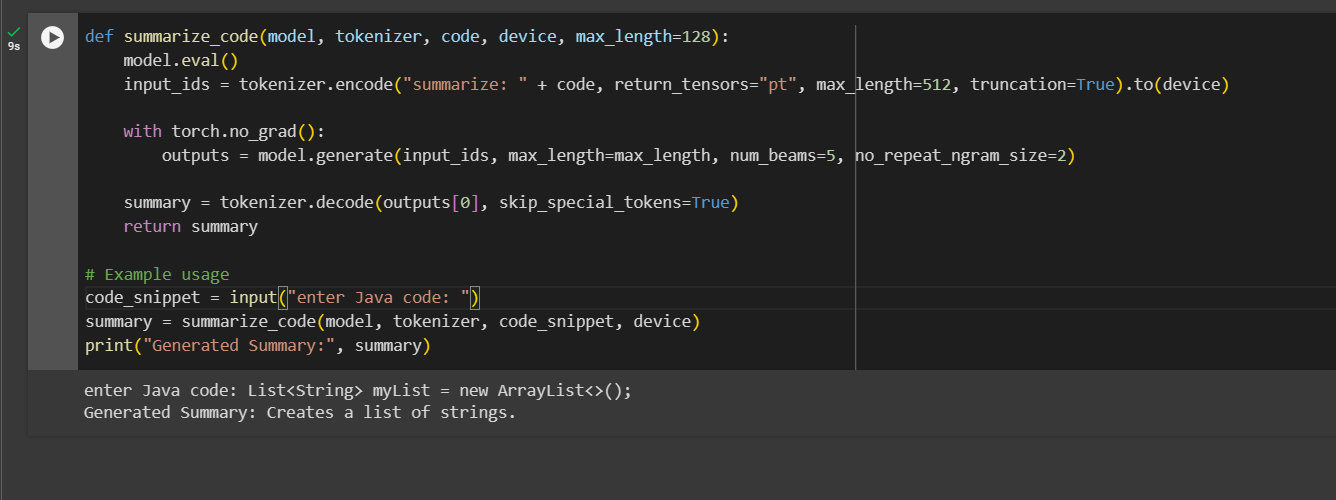 9s
def summarize_code(model, tokenizer, code, device, max_length=128):
    model.eval()
    input_ids = tokenizer.encode("summarize: " + code, return_tensors="pt", max_length=512, truncation=True).to(device)
    with torch.no_grad():
        outputs = model.generate(input_ids, max_length=max_length, num_beams=5, no_repeat_ngram_size=2)
    summary = tokenizer.decode(outputs[0], skip_special_tokens=True)
    return summary
# Example usage
code_snippet = input("enter Java code: ")
summary = summarize_code(model, tokenizer, code_snippet, device)
print("Generated Summary:", summary)
enter Java code: List<String> myList = new ArrayList<>();
Generated Summary: Creates a list of strings.